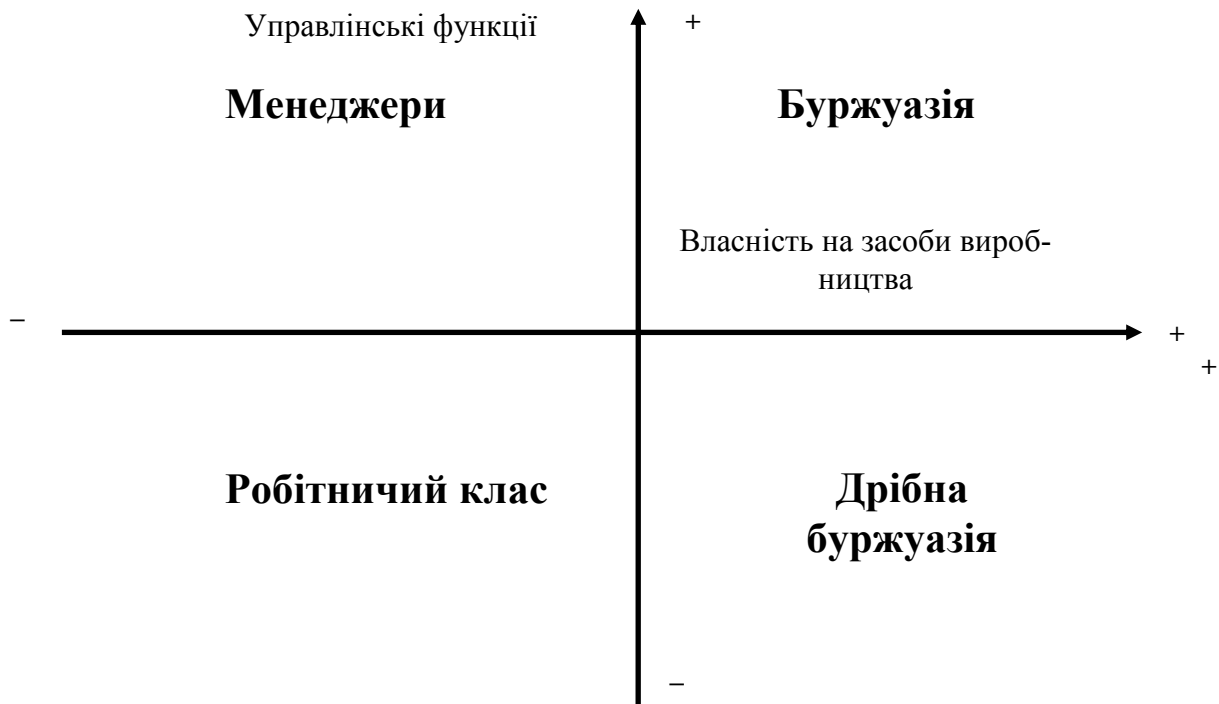 Управлінські функції
+
Менеджери
Буржуазія
Власність на засоби вироб-
ництва
–
+
+
Робітничий клас
Дрібна
буржуазія
–